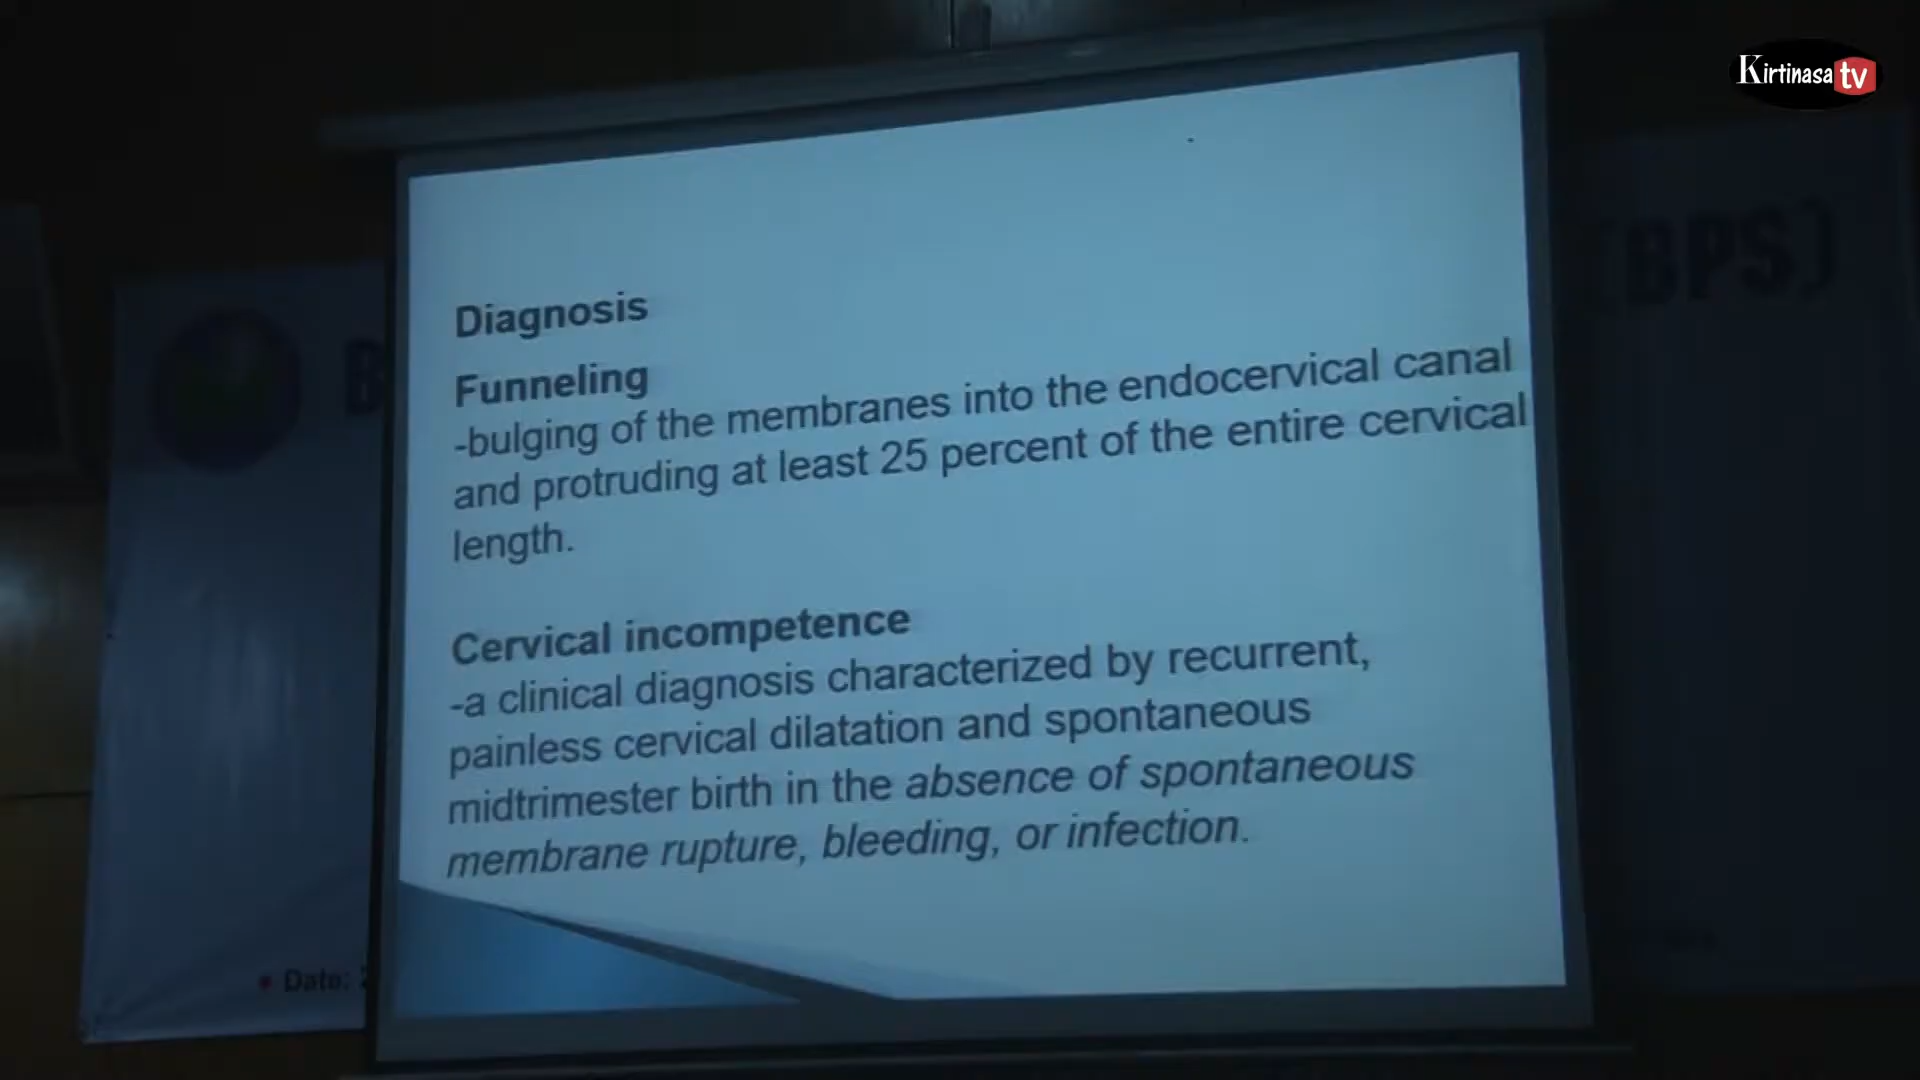 Kirtinasa tv
(BPS)
Diagnosis
Funneling
-bulging of the membranes into the endocervical canal
and protruding at least 25 percent of the entire cervical
length.
Cervical incompetence
-a clinical diagnosis characterized by recurrent,
painless cervical dilatation and spontaneous
midtrimester birth in the absence of spontaneous
membrane rupture, bleeding, or infection.
• Date: